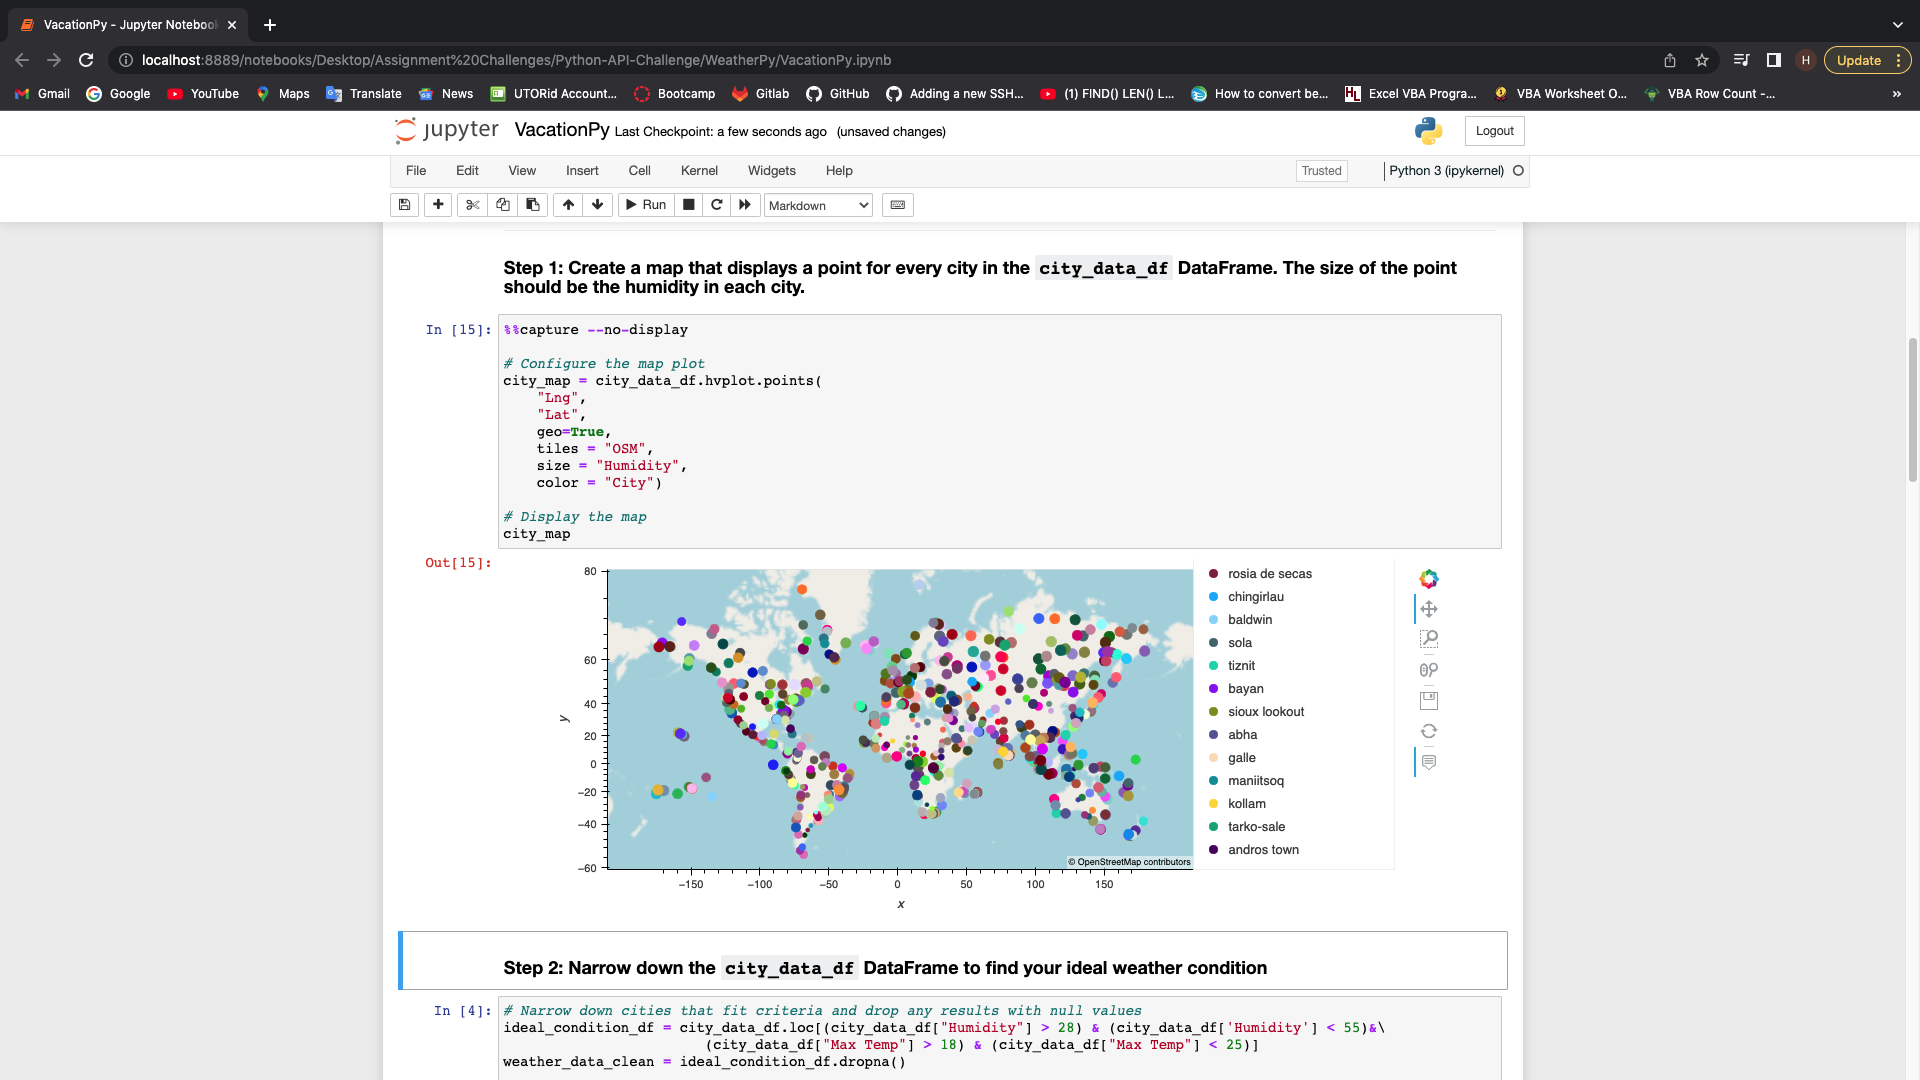 VacationPy - Jupyter Notebook
localhost:8889/notebooks/Desktop/Assignment%20Challenges/Python-API-Challenge/WeatherPy/VacationPy.ipynb
H
Update
Gmail
Google
YouTube
Maps
Translate
News
UTORid Account...
Bootcamp
Gitlab
GitHub
Adding a new SSH...
(1) FIND() LEN() L...
How to convert be...
Excel VBA Progra...
VBA Worksheet O...
VBA Row Count -...
»
jupyter VacationPy Last Checkpoint: a few seconds ago (unsaved changes)
Logout
File Edit View Insert Cell Kernel Widgets Help
Trusted
Python 3 (ipykernel)
Run
Markdown
Step 1: Create a map that displays a point for every city in the city_data_df DataFrame. The size of the point
should be the humidity in each city.
In [15]:
%%capture --no-display
# Configure the map plot
city_map = city_data_df.hvplot.points(
"Lng",
"Lat",
geo=True,
tiles = "OSM",
size = "Humidity",
color = "City")
# Display the map
city_map
Out[15]:
80
60
40
20
0
−20
−40
−60
y
−150
−100
−50
0
50
100
150
x
© OpenStreetMap contributors
rosia de secas
chingirlau
baldwin
sola
tiznit
bayan
sioux lookout
abha
galle
maniitsoq
kollam
tarko-sale
andros town
Step 2: Narrow down the city_data_df DataFrame to find your ideal weather condition
In [4]:
# Narrow down cities that fit criteria and drop any results with null values
ideal_condition_df = city_data_df.loc[(city_data_df["Humidity"] > 28) & (city_data_df['Humidity'] < 55)&\
(city_data_df["Max Temp"] > 18) & (city_data_df["Max Temp"] < 25)]
weather_data_clean = ideal_condition_df.dropna()